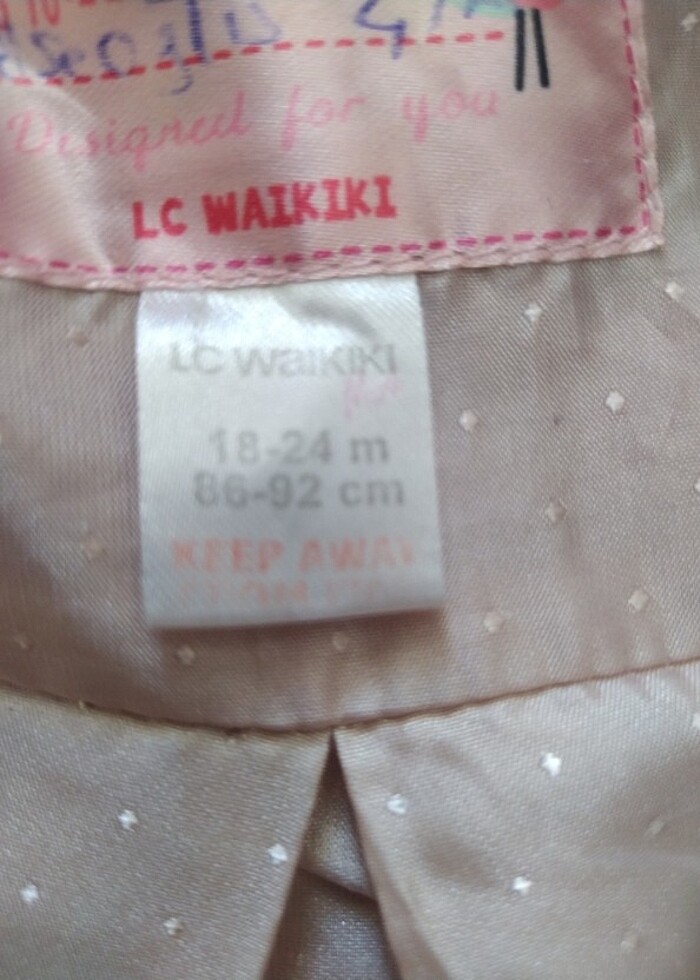 Designed for you
LC WAIKIKI
LC WAIKIKI
18-24 m
86-92 cm
KEEP AWAY